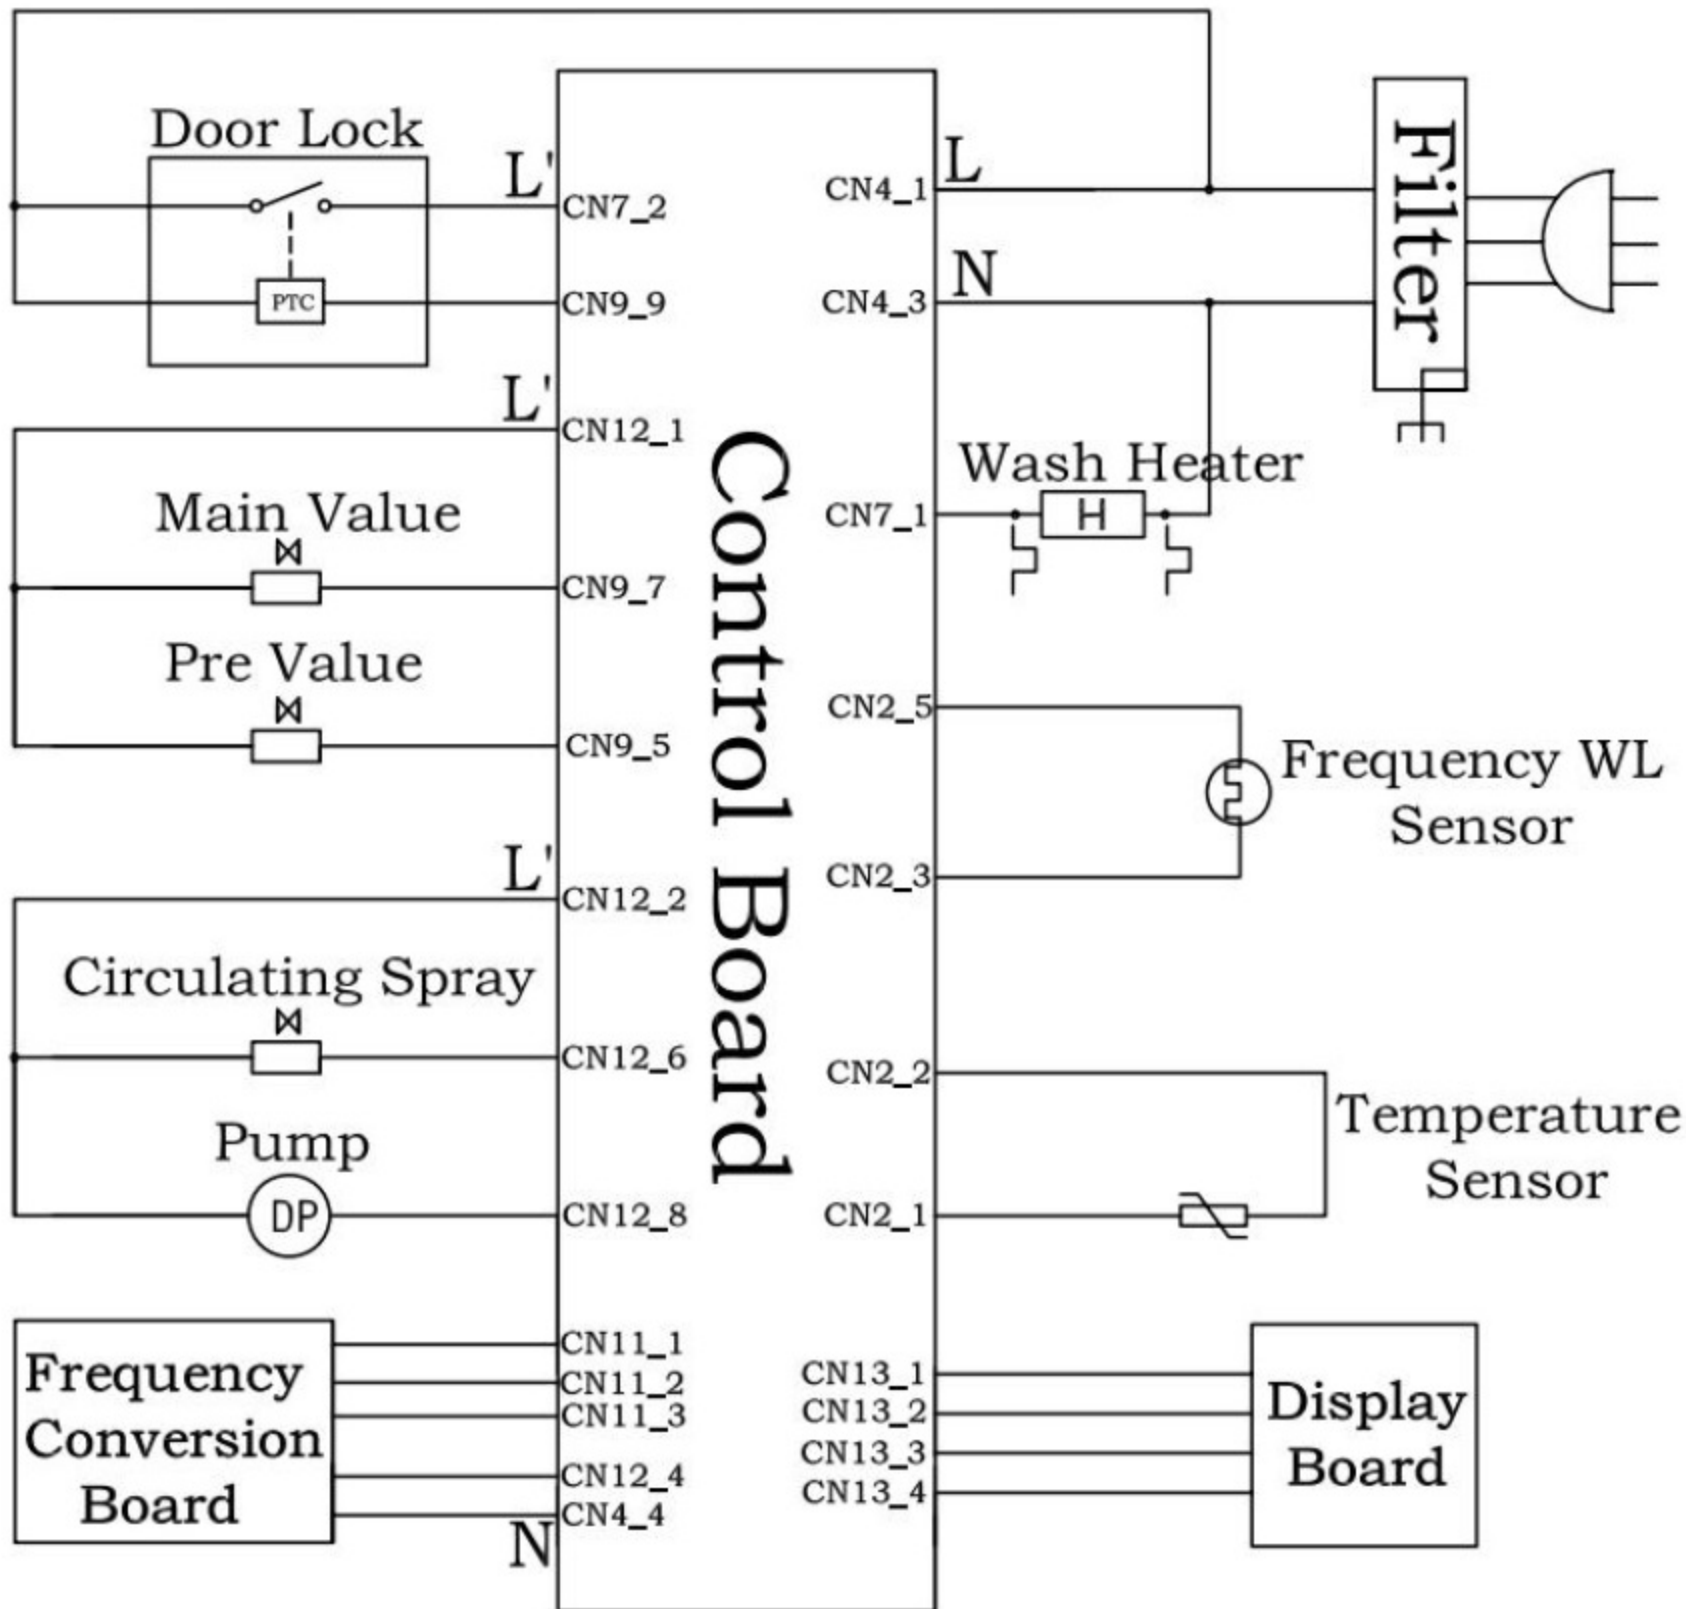 Door Lock
L'
CN7_2
PTC
CN9_9
L'
CN12_1
Main Value
CN9_7
Pre Value
CN9_5
L'
CN12_2
Circulating Spray
CN12_6
Pump
DP
CN12_8
Frequency
Conversion
Board
CN11_1
CN11_2
CN11_3
CN12_4
CN4_4
N
Control Board
L
CN4_1
N
CN4_3
Filter
Wash Heater
CN7_1
H
CN2_5
Frequency WL
Sensor
CN2_3
CN2_2
Temperature
Sensor
CN2_1
CN13_1
CN13_2
CN13_3
CN13_4
Display
Board